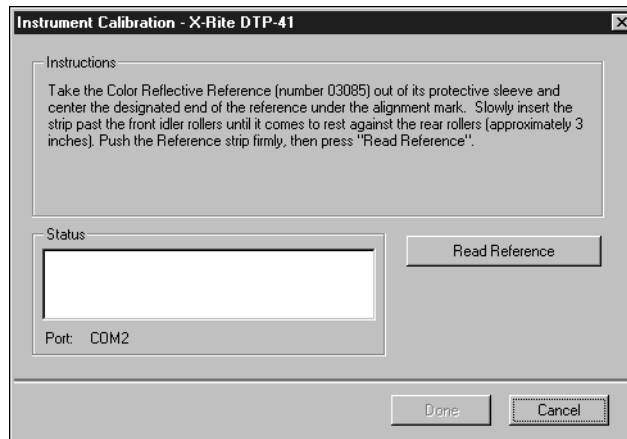 Instrument Calibration - X-Rite DTP-41
Instructions
Take the Color Reflective Reference (number 03085) out of its protective sleeve and
center the designated end of the reference under the alignment mark. Slowly insert the
strip past the front idler rollers until it comes to rest against the rear rollers (approximately 3
inches). Push the Reference strip firmly, then press "Read Reference".
Status
Read Reference
Port: COM2
Done
Cancel